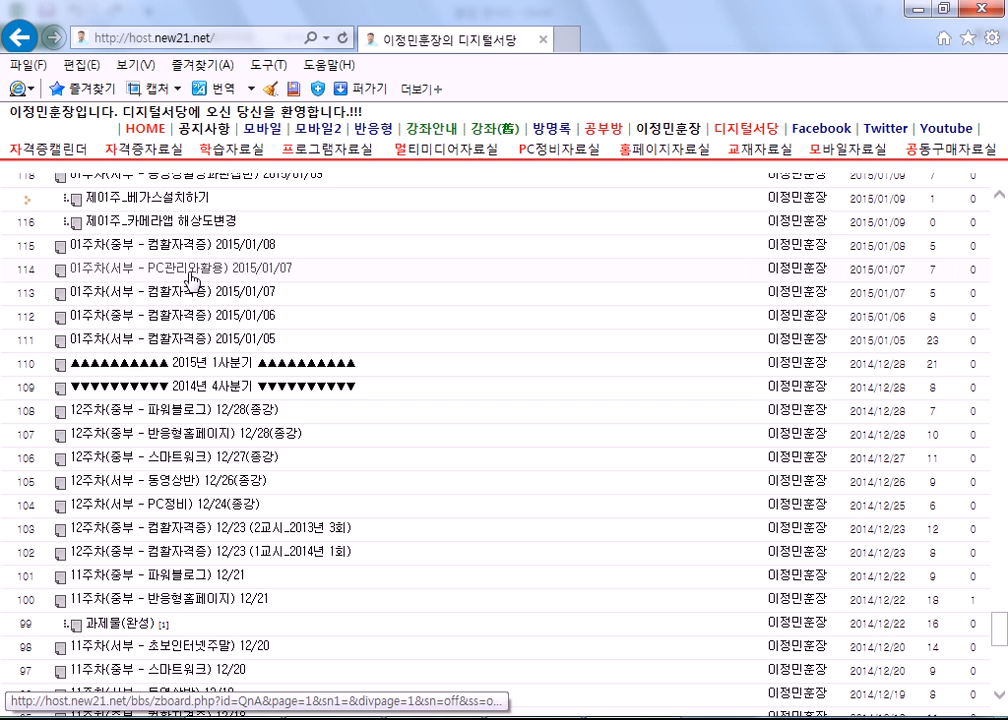 http://host.new21.net/
이정민훈장의 디지털서당
파일(F) 편집(E) 보기(V) 즐겨찾기(A) 도구(T) 도움말(H)
즐겨찾기 캡처 번역 퍼가기 더보기+
이정민훈장입니다. 디지털서당에 오신 당신을 환영합니다.!!!
| HOME | 공지사항 | 모바일 | 모바일2 | 반응형 | 강좌안내 | 강좌(舊) | 방명록 | 공부방 | 이정민훈장 | 디지털서당 | Facebook | Twitter | Youtube |
자격증캘린더 자격증자료실 학습자료실 프로그램자료실 멀티미디어자료실 PC정비자료실 홈페이지자료실 교재자료실 모바일자료실 공동구매자료실
118 이정민훈장 2015/01/09 7 0
제01주_베가스설치하기 이정민훈장 2015/01/09 1 0
116 제01주_카메라앱 해상도변경 이정민훈장 2015/01/09 0 0
115 01주차(중부 - 컴활자격증) 2015/01/08 이정민훈장 2015/01/08 5 0
114 01주차(서부 - PC관리와활용) 2015/01/07 이정민훈장 2015/01/07 7 0
113 01주차(서부 - 컴활자격증) 2015/01/07 이정민훈장 2015/01/07 5 0
112 01주차(중부 - 컴활자격증) 2015/01/06 이정민훈장 2015/01/06 8 0
111 01주차(서부 - 컴활자격증) 2015/01/05 이정민훈장 2015/01/05 23 0
110 ▲▲▲▲▲▲▲▲▲▲ 2015년 1사분기 ▲▲▲▲▲▲▲▲▲▲ 이정민훈장 2014/12/28 21 0
109 ▼▼▼▼▼▼▼▼▼▼ 2014년 4사분기 ▼▼▼▼▼▼▼▼▼▼ 이정민훈장 2014/12/28 8 0
108 12주차(중부 - 파워블로그) 12/28(종강) 이정민훈장 2014/12/28 7 0
107 12주차(중부 - 반응형홈페이지) 12/28(종강) 이정민훈장 2014/12/28 10 0
106 12주차(중부 - 스마트워크) 12/27(종강) 이정민훈장 2014/12/27 11 0
105 12주차(서부 - 동영상반) 12/26(종강) 이정민훈장 2014/12/26 9 0
104 12주차(서부 - PC정비) 12/24(종강) 이정민훈장 2014/12/25 6 0
103 12주차(중부 - 컴활자격증) 12/23 (2교시_2013년 3회) 이정민훈장 2014/12/23 12 0
102 12주차(중부 - 컴활자격증) 12/23 (1교시_2014년 1회) 이정민훈장 2014/12/23 8 0
101 11주차(중부 - 파워블로그) 12/21 이정민훈장 2014/12/22 9 0
100 11주차(중부 - 반응형홈페이지) 12/21 이정민훈장 2014/12/22 18 1
99 과제물(완성) [1] 이정민훈장 2014/12/22 16 0
98 11주차(서부 - 초보인터넷주말) 12/20 이정민훈장 2014/12/20 14 0
97 11주차(중부 - 스마트워크) 12/20 이정민훈장 2014/12/20 9 0
이정민훈장 2014/12/19 8 0
http://host.new21.net/bbs/zboard.php?id=QnA&page=1&sn1=&divpage=1&sn=off&ss=o...